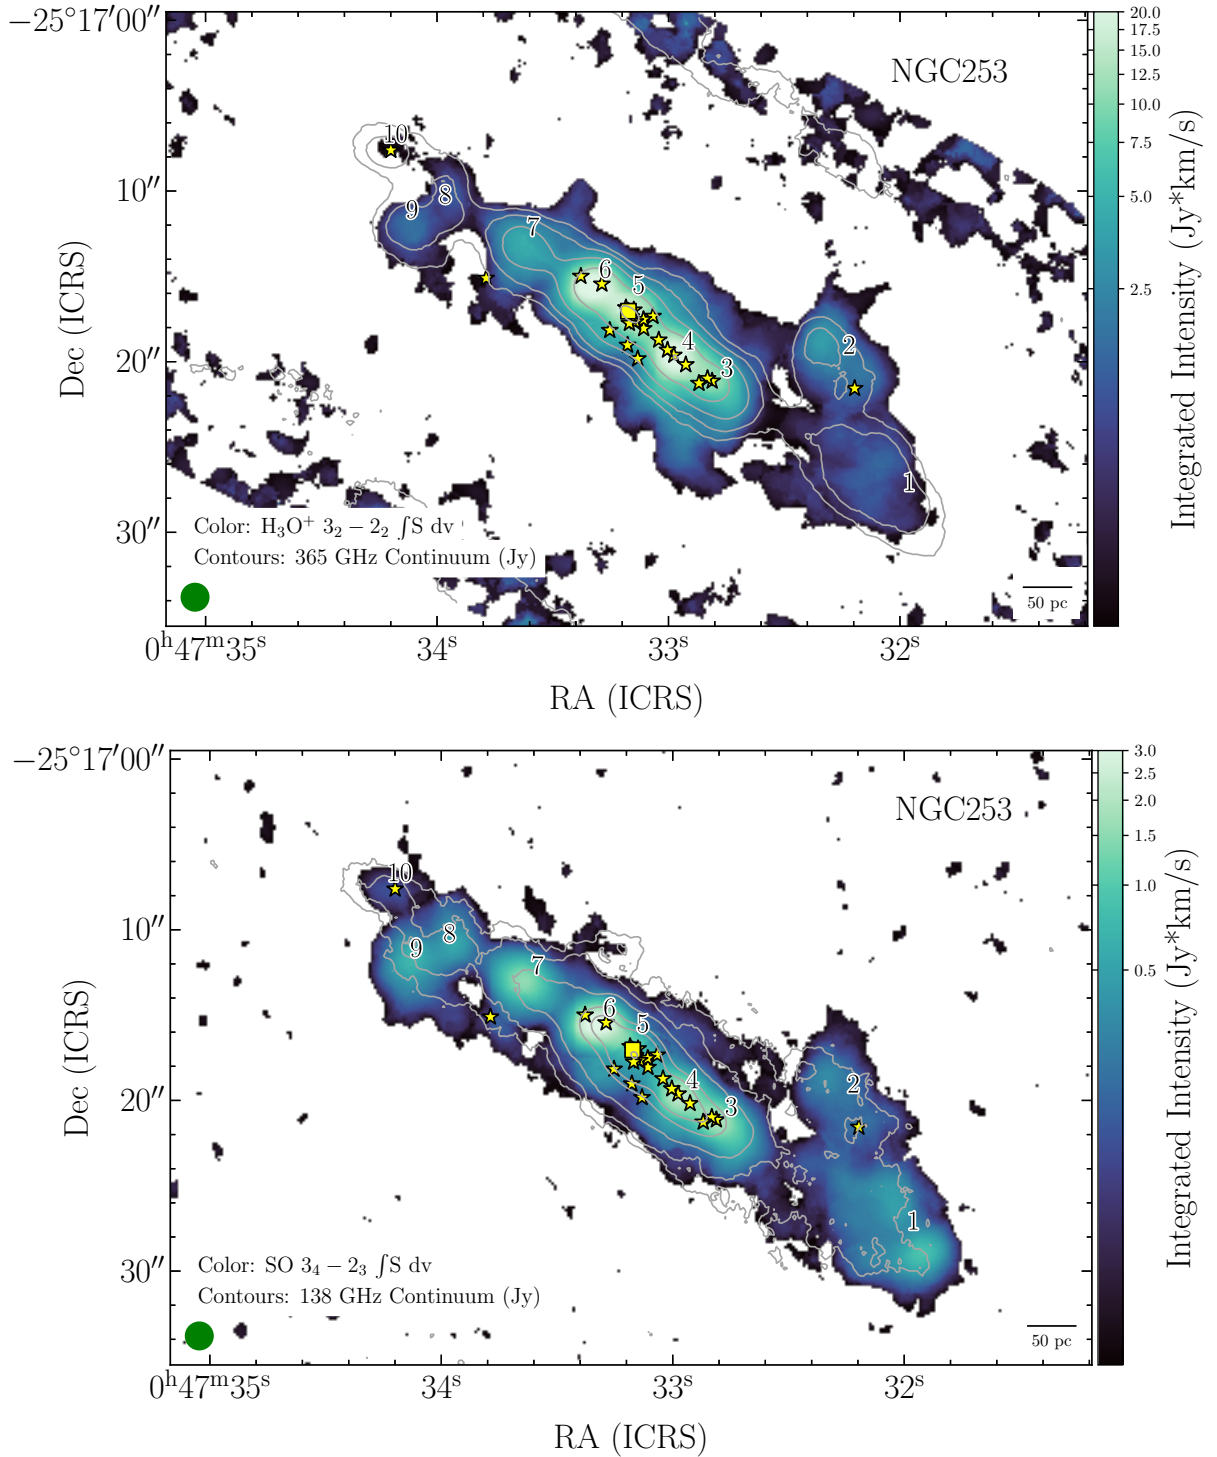 −25°17′00″
10″
20″
30″
Dec (ICRS)
NGC253
10
9
8
7
6
5
4
3
2
1
Color: H₃O⁺ 3₂ − 2₂ ∫S dv
Contours: 365 GHz Continuum (Jy)
50 pc
0ʰ47ᵐ35ˢ
34ˢ
33ˢ
32ˢ
RA (ICRS)
20.0
17.5
15.0
12.5
10.0
7.5
5.0
2.5
Integrated Intensity (Jy*km/s)
−25°17′00″
10″
20″
30″
Dec (ICRS)
NGC253
10
9
8
7
6
5
4
3
2
1
Color: SO 3₄ − 2₃ ∫S dv
Contours: 138 GHz Continuum (Jy)
50 pc
0ʰ47ᵐ35ˢ
34ˢ
33ˢ
32ˢ
RA (ICRS)
3.0
2.5
2.0
1.5
1.0
0.5
Integrated Intensity (Jy*km/s)